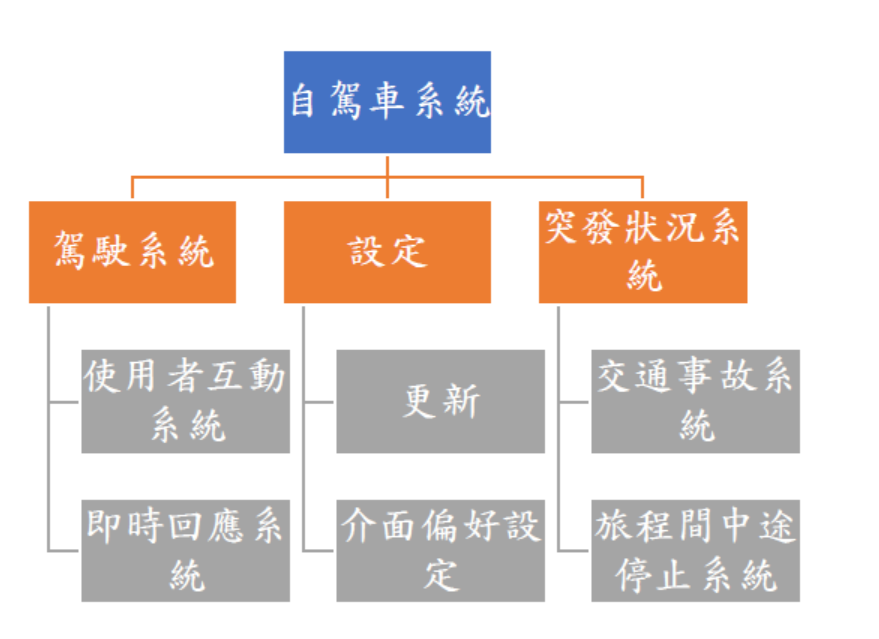 自駕車系統
駕駛系統
設定
突發狀況系
統
使用者互動
系統
更新
交通事故系
統
即時回應系
統
介面偏好設
定
旅程間中途
停止系統